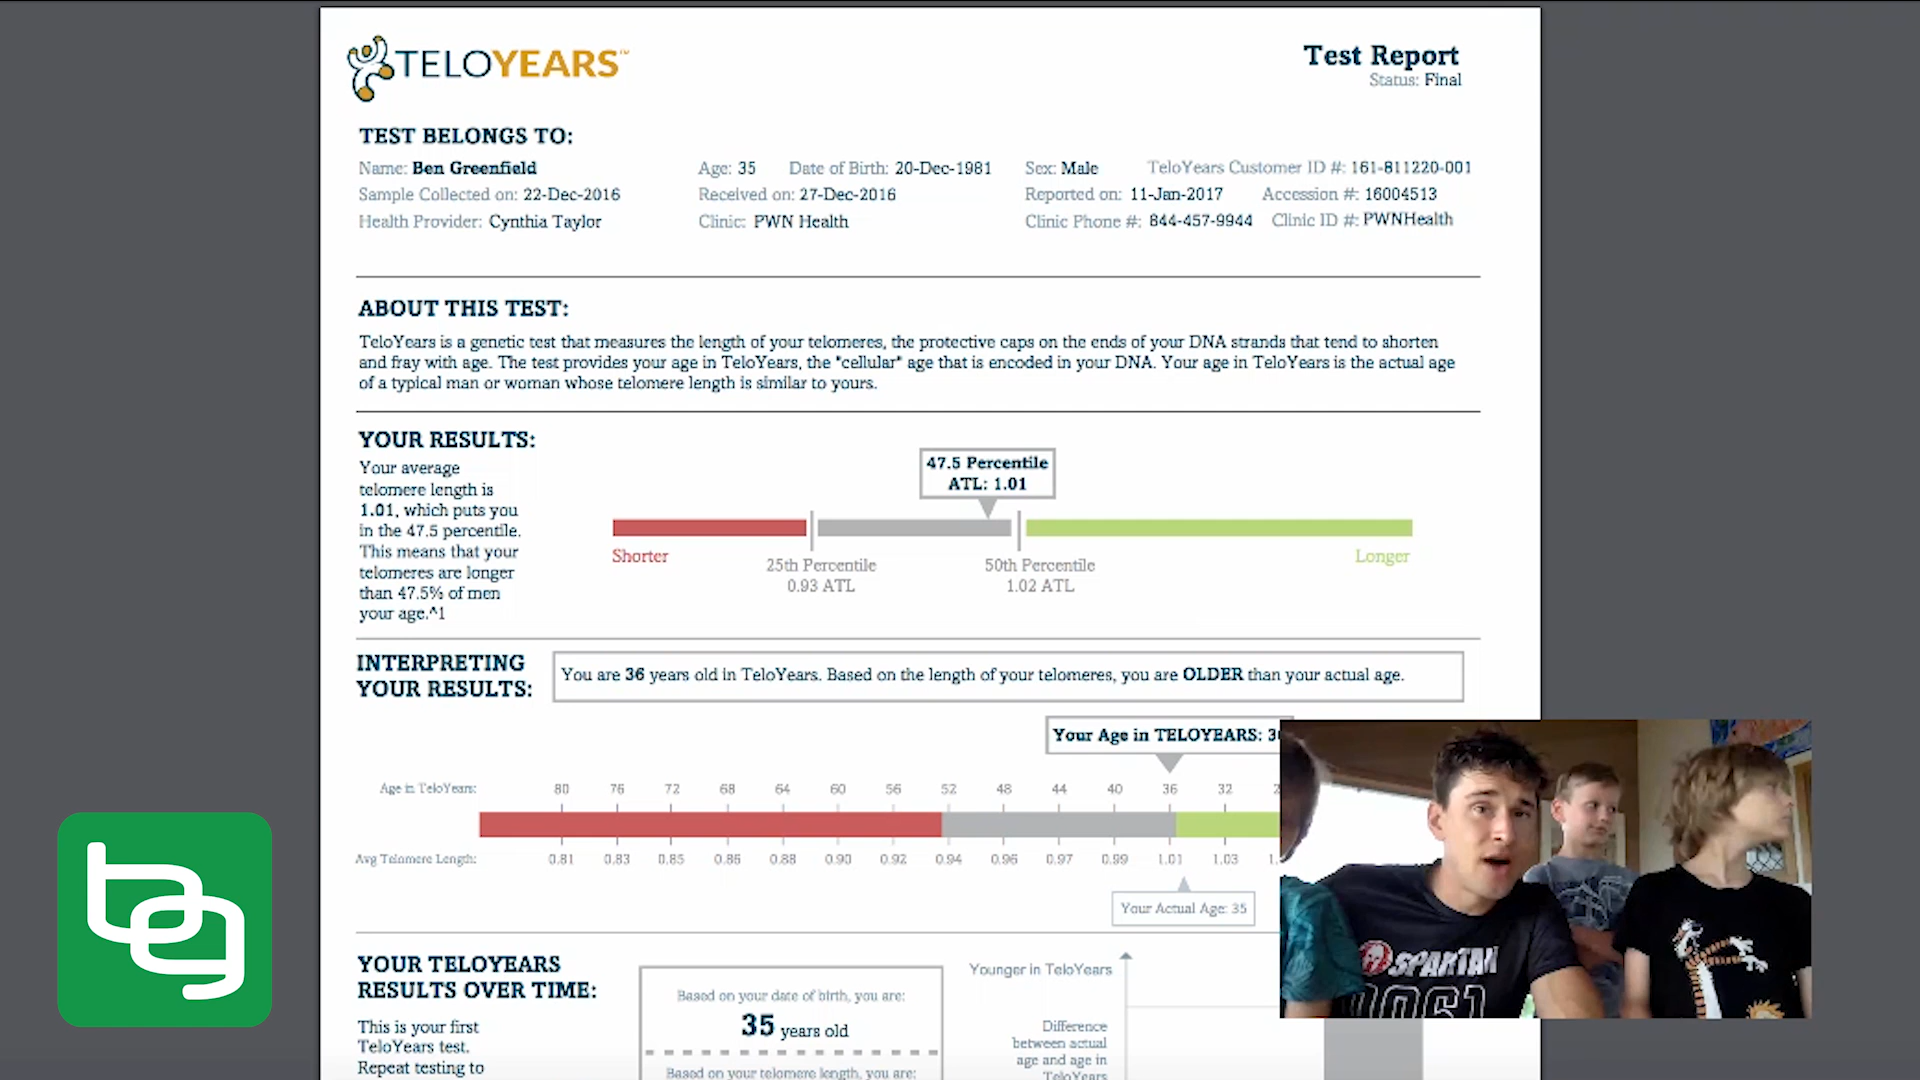 TELOYEARS™
Test Report
Status: Final
TEST BELONGS TO:
Name: Ben Greenfield Age: 35 Date of Birth: 20-Dec-1981 Sex: Male TeloYears Customer ID #: 161-811220-001
Sample Collected on: 22-Dec-2016 Received on: 27-Dec-2016 Reported on: 11-Jan-2017 Accession #: 16004513
Health Provider: Cynthia Taylor Clinic: PWN Health Clinic Phone #: 844-457-9944 Clinic ID #: PWNHealth
ABOUT THIS TEST:
TeloYears is a genetic test that measures the length of your telomeres, the protective caps on the ends of your DNA strands that tend to shorten
and fray with age. The test provides your age in TeloYears, the "cellular" age that is encoded in your DNA. Your age in TeloYears is the actual age
of a typical man or woman whose telomere length is similar to yours.
YOUR RESULTS:
Your average
telomere length is
1.01, which puts you
in the 47.5 percentile.
This means that your
telomeres are longer
than 47.5% of men
your age.^1
47.5 Percentile
ATL: 1.01
Shorter
25th Percentile
0.93 ATL
50th Percentile
1.02 ATL
Longer
INTERPRETING
YOUR RESULTS:
You are 36 years old in TeloYears. Based on the length of your telomeres, you are OLDER than your actual age.
Your Age in TELOYEARS: 3
Age in TeloYears: 80 76 72 68 64 60 56 52 48 44 40 36 32 2
Avg Telomere Length: 0.81 0.83 0.85 0.86 0.88 0.90 0.92 0.94 0.96 0.97 0.99 1.01 1.03 1.
Your Actual Age: 35
YOUR TELOYEARS
RESULTS OVER TIME:
This is your first
TeloYears test.
Repeat testing to
Based on your date of birth, you are:
35 years old
Based on your telomere length, you are:
Younger in TeloYears
Difference
between actual
age and age in
TeloYears
bg
SPARTAN